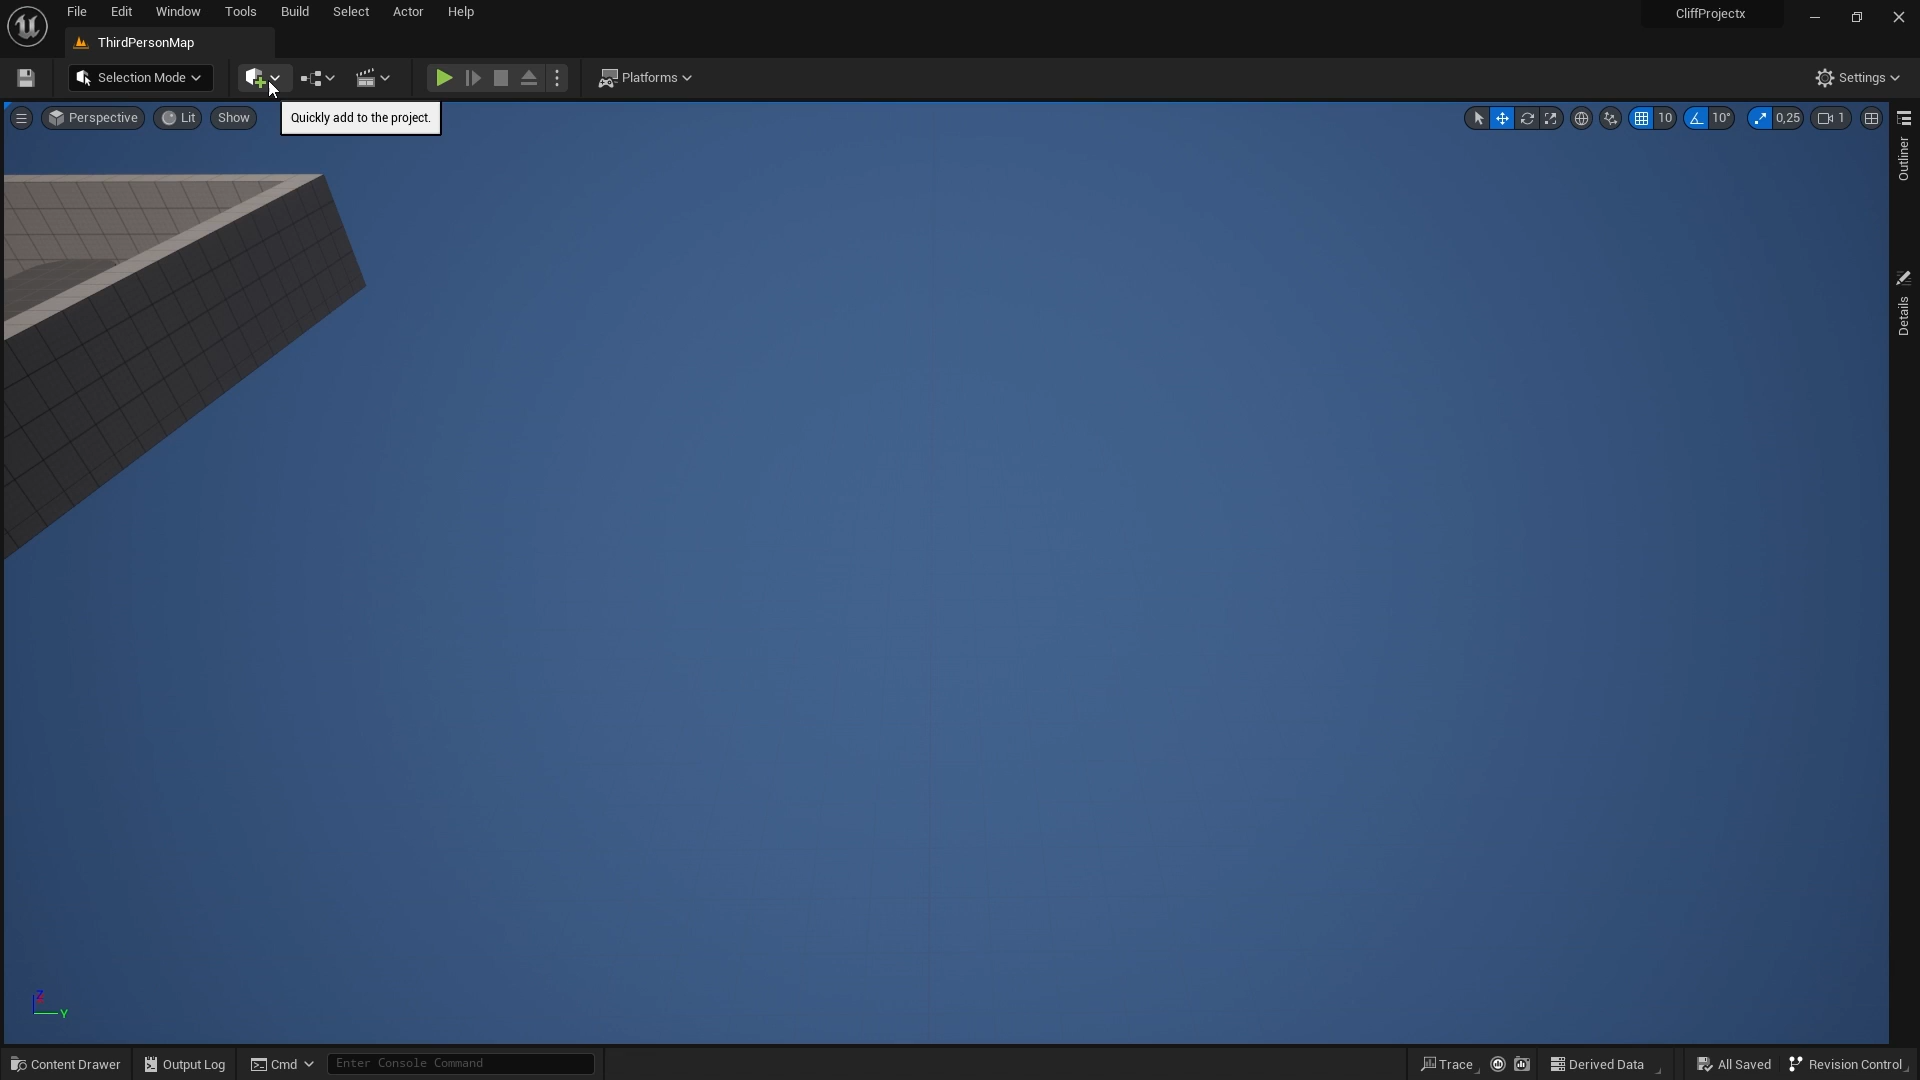 File Edit Window Tools Build Select Actor Help
CliffProjectx
ThirdPersonMap
Selection Mode
Platforms
Settings
Perspective
Lit
Show
Quickly add to the project.
10
10°
0,25
1
Outliner
Details
Z
Y
Content Drawer
Output Log
Cmd
Enter Console Command
Trace
Derived Data
All Saved
Revision Control